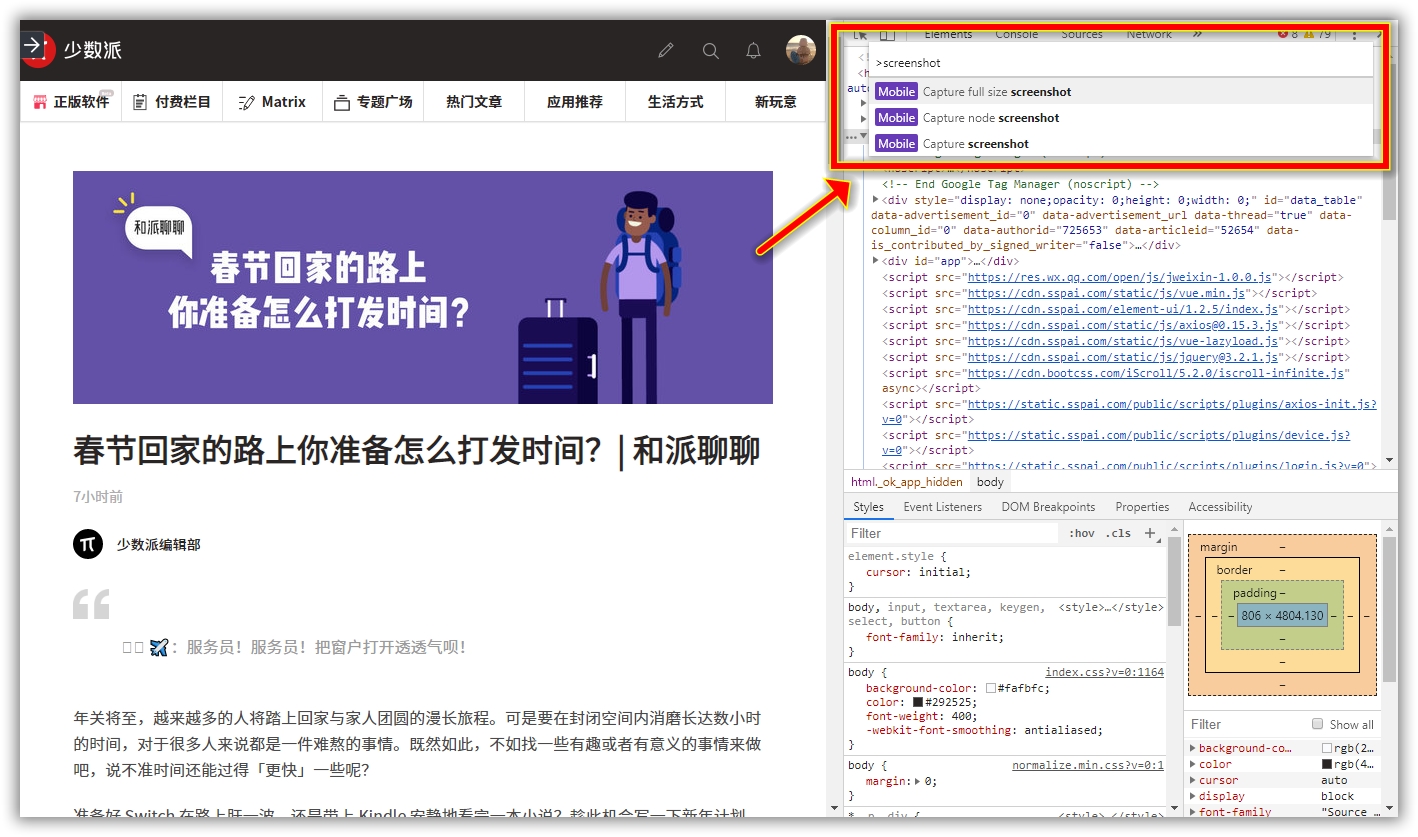 少数派
正版软件
付费栏目
Matrix
专题广场
热门文章
应用推荐
生活方式
新玩意
和派聊聊
春节回家的路上
你准备怎么打发时间?
春节回家的路上你准备怎么打发时间? | 和派聊聊
7小时前
少数派编辑部
: 服务员! 服务员! 把窗户打开透透气呗!
年关将至，越来越多的人将踏上回家与家人团圆的漫长旅程。可是要在封闭空间内消磨长达数小时
的时间，对于很多人来说都是一件难熬的事情。既然如此，不如找一些有趣或者有意义的事情来做
吧，说不准时间还能过得「更快」一些呢?
准备好 Switch 在路上肝一波，还是带上 Kindle 安静地看完一本小说? 趁此机会写一下新年计划
Elements Console Sources Network » 8 79
>screenshot
Mobile Capture full size screenshot
Mobile Capture node screenshot
Mobile Capture screenshot
<!-- End Google Tag Manager (noscript) -->
<div style="display: none;opacity: 0;height: 0;width: 0;" id="data_table"
data-advertisement_id="0" data-advertisement_url data-thread="true" data-
column_id="0" data-authorid="725653" data-articleid="52654" data-
is_contributed_by_signed_writer="false">…</div>
<div id="app">…</div>
<script src="https://res.wx.qq.com/open/js/jweixin-1.0.0.js"></script>
<script src="https://cdn.sspai.com/static/js/vue.min.js"></script>
<script src="https://cdn.sspai.com/element-ui/1.2.5/index.js"></script>
<script src="https://cdn.sspai.com/static/js/axios@0.15.3.js"></script>
<script src="https://cdn.sspai.com/static/js/vue-lazyload.js"></script>
<script src="https://cdn.sspai.com/static/js/jquery@3.2.1.js"></script>
<script src="https://cdn.bootcss.com/iScroll/5.2.0/iscroll-infinite.js"
async></script>
<script src="https://static.sspai.com/public/scripts/plugins/axios-init.js?
v=0"></script>
<script src="https://static.sspai.com/public/scripts/plugins/device.js?
v=0"></script>
<script src="https://static.sspai.com/public/scripts/plugins/login.js?v=0">
html._ok_app_hidden body
Styles Event Listeners DOM Breakpoints Properties Accessibility
Filter :hov .cls +
element.style {
cursor: initial;
}
body, input, textarea, keygen, <style>…</style>
select, button {
font-family: inherit;
}
body { index.css?v=0:1164
background-color: #fafbfc;
color: #292525;
font-weight: 400;
-webkit-font-smoothing: antialiased;
}
body { normalize.min.css?v=0:1
margin: 0;
}
margin –
border –
padding –
806 × 4804.130
Filter Show all
background-co… rgb(2…
color rgb(4…
cursor auto
display block
font-family "Source …